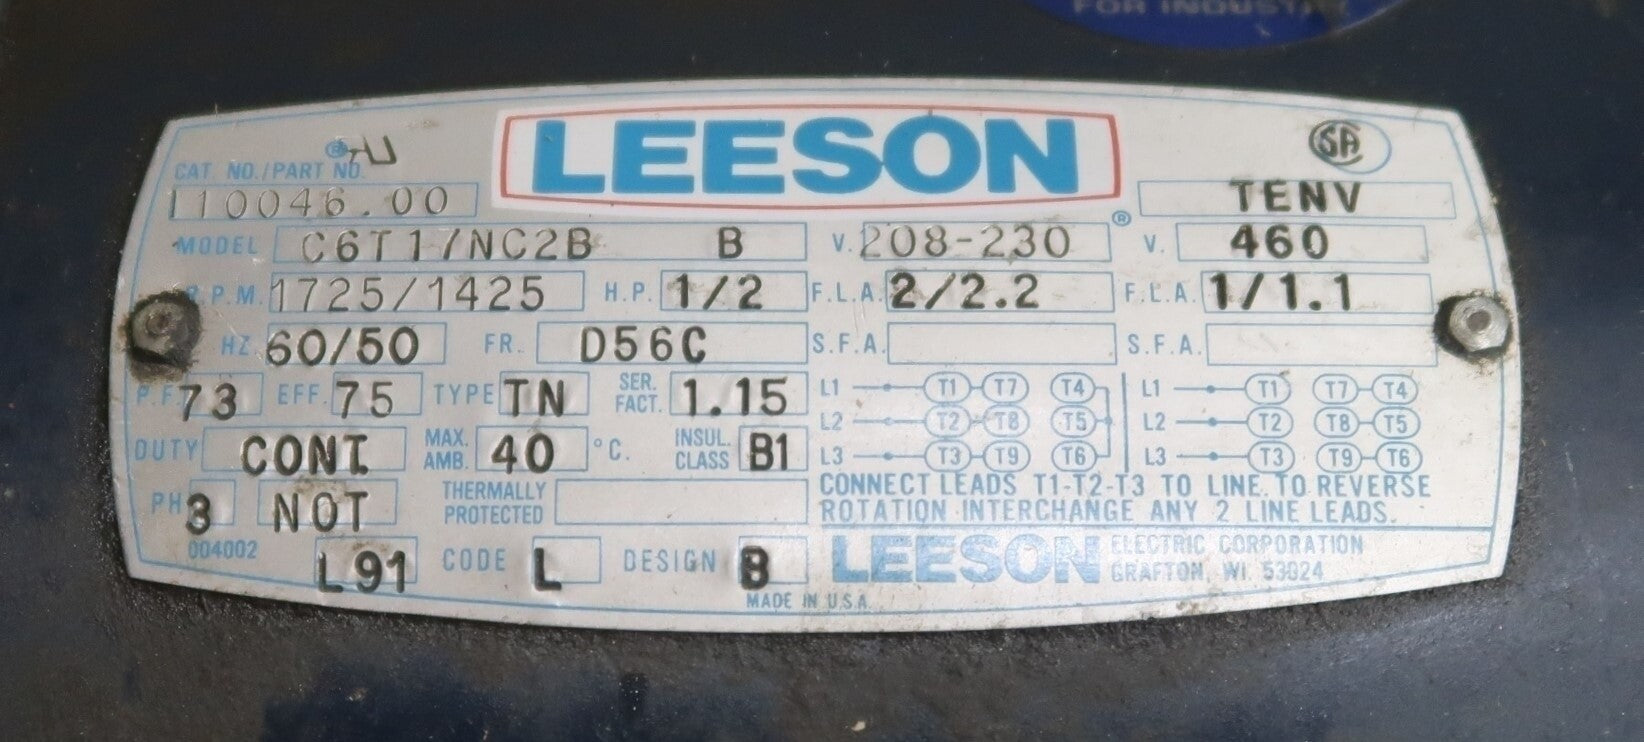 FOR INDUSTRY
LEESON ®
CAT. NO./PART NO.
110046.00
TENV
MODEL C6T17NC2B B V. 208-230 V. 460
R.P.M. 1725/1425 H.P. 1/2 F.L.A. 2/2.2 F.L.A. 1/1.1
HZ 60/50 FR. D56C S.F.A. S.F.A.
P.F. 73 EFF. 75 TYPE TN SER. FACT. 1.15
DUTY CONT MAX. AMB. 40 °C. INSUL. CLASS B1
PH 3 NOT THERMALLY PROTECTED
004002 L91 CODE L DESIGN B
L1 T1 T7 T4 L1 T1 T7 T4
L2 T2 T8 T5 L2 T2 T8 T5
L3 T3 T9 T6 L3 T3 T9 T6
CONNECT LEADS T1-T2-T3 TO LINE. TO REVERSE
ROTATION INTERCHANGE ANY 2 LINE LEADS.
LEESON ELECTRIC CORPORATION
GRAFTON, WI. 53024
MADE IN U.S.A.